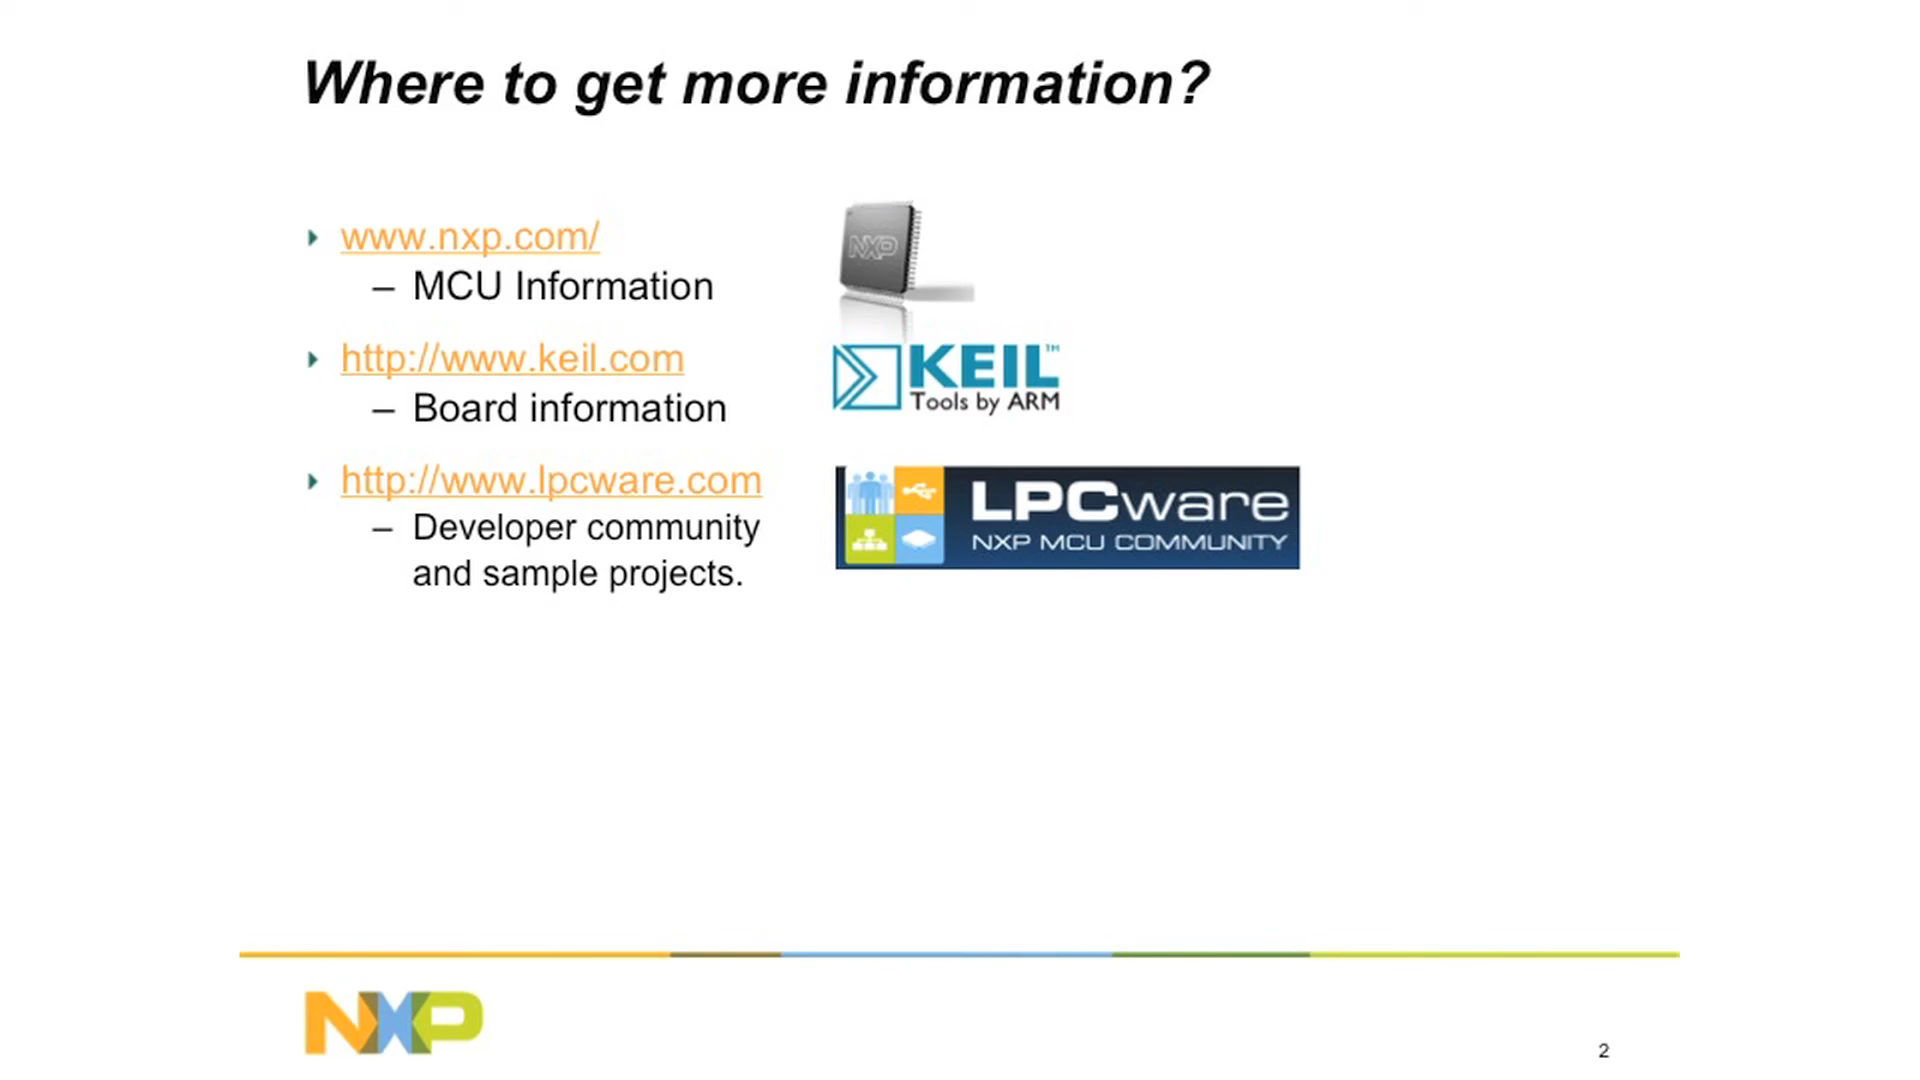 Where to get more information?
www.nxp.com/
– MCU Information
NXP
http://www.keil.com
– Board information
KEIL™
Tools by ARM
http://www.lpcware.com
– Developer community
and sample projects.
LPCware
NXP MCU COMMUNITY
NXP
2